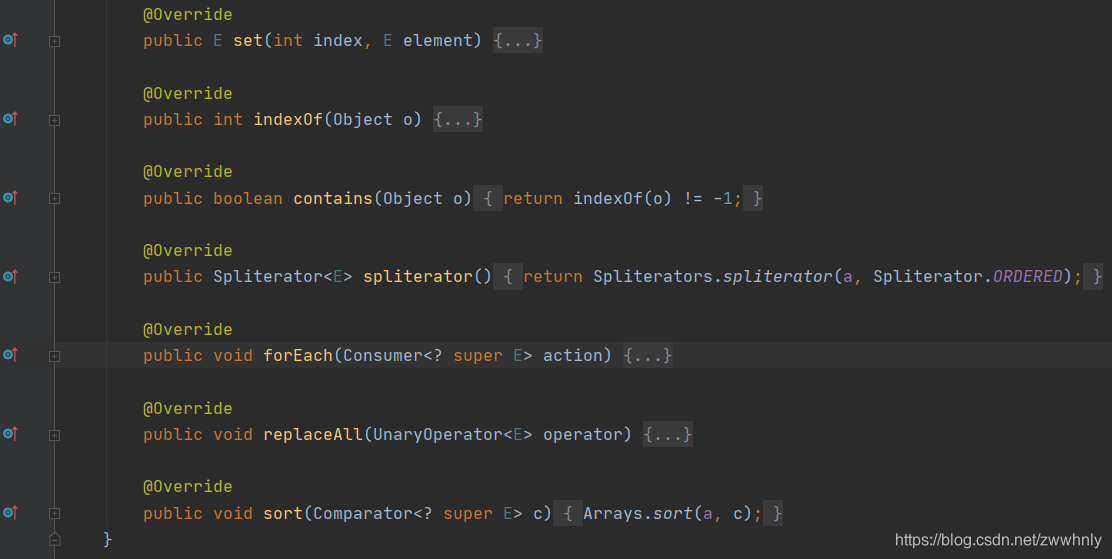 @Override
public E set(int index, E element) {...}
@Override
public int indexOf(Object o) {...}
@Override
public boolean contains(Object o) { return indexOf(o) != -1; }
@Override
public Spliterator<E> spliterator() { return Spliterators.spliterator(a, Spliterator.ORDERED); }
@Override
public void forEach(Consumer<? super E> action) {...}
@Override
public void replaceAll(UnaryOperator<E> operator) {...}
@Override
public void sort(Comparator<? super E> c) { Arrays.sort(a, c); }
}
https://blog.csdn.net/zwwhnly